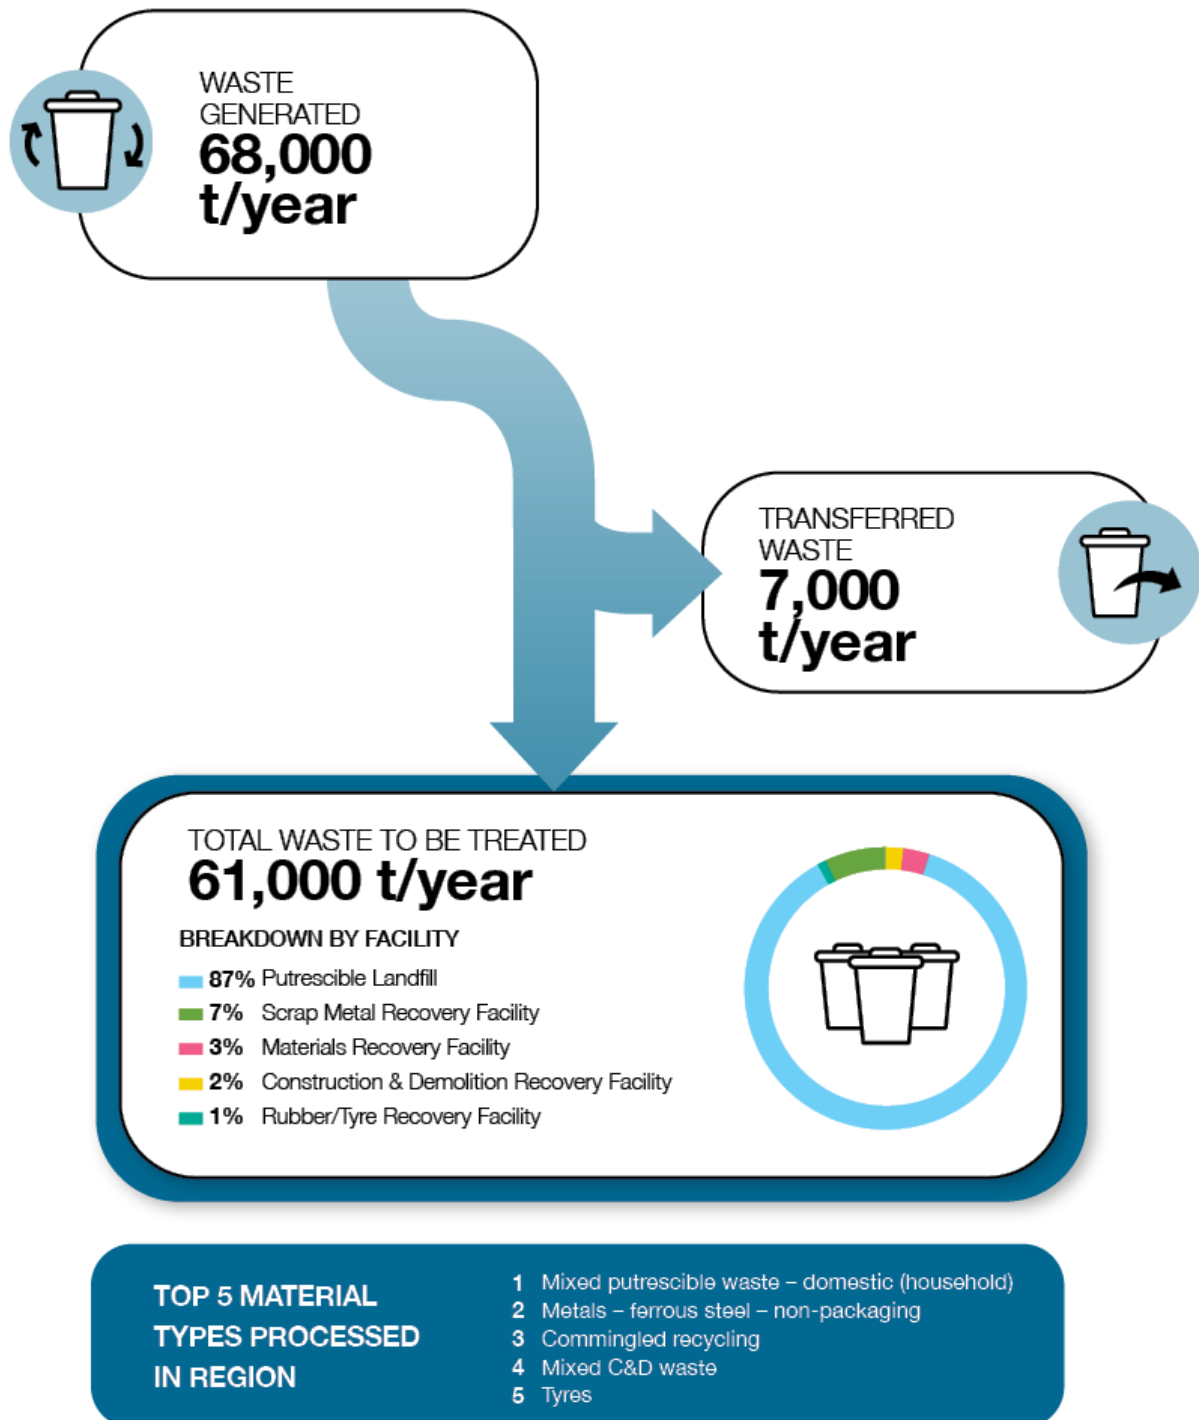 WASTE
GENERATED
68,000
t/year
TRANSFERRED
WASTE
7,000
t/year
TOTAL WASTE TO BE TREATED
61,000 t/year
BREAKDOWN BY FACILITY
87% Putrescible Landfill
7% Scrap Metal Recovery Facility
3% Materials Recovery Facility
2% Construction & Demolition Recovery Facility
1% Rubber/Tyre Recovery Facility
TOP 5 MATERIAL
TYPES PROCESSED
IN REGION
1 Mixed putrescible waste – domestic (household)
2 Metals – ferrous steel – non-packaging
3 Commingled recycling
4 Mixed C&D waste
5 Tyres